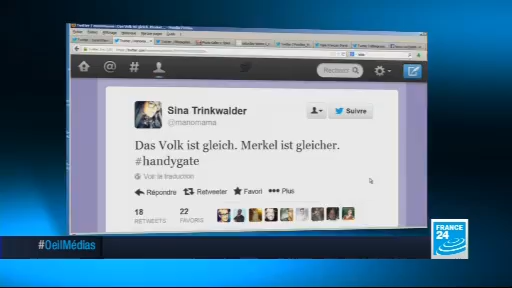 Sina Trinkwalder
@manomama
Suivre
Das Volk ist gleich. Merkel ist gleicher.
#handygate
Voir la traduction
Répondre Retweeter Favori Plus
18 22
RETWEETS FAVORIS
#OeilMédias
FRANCE
24